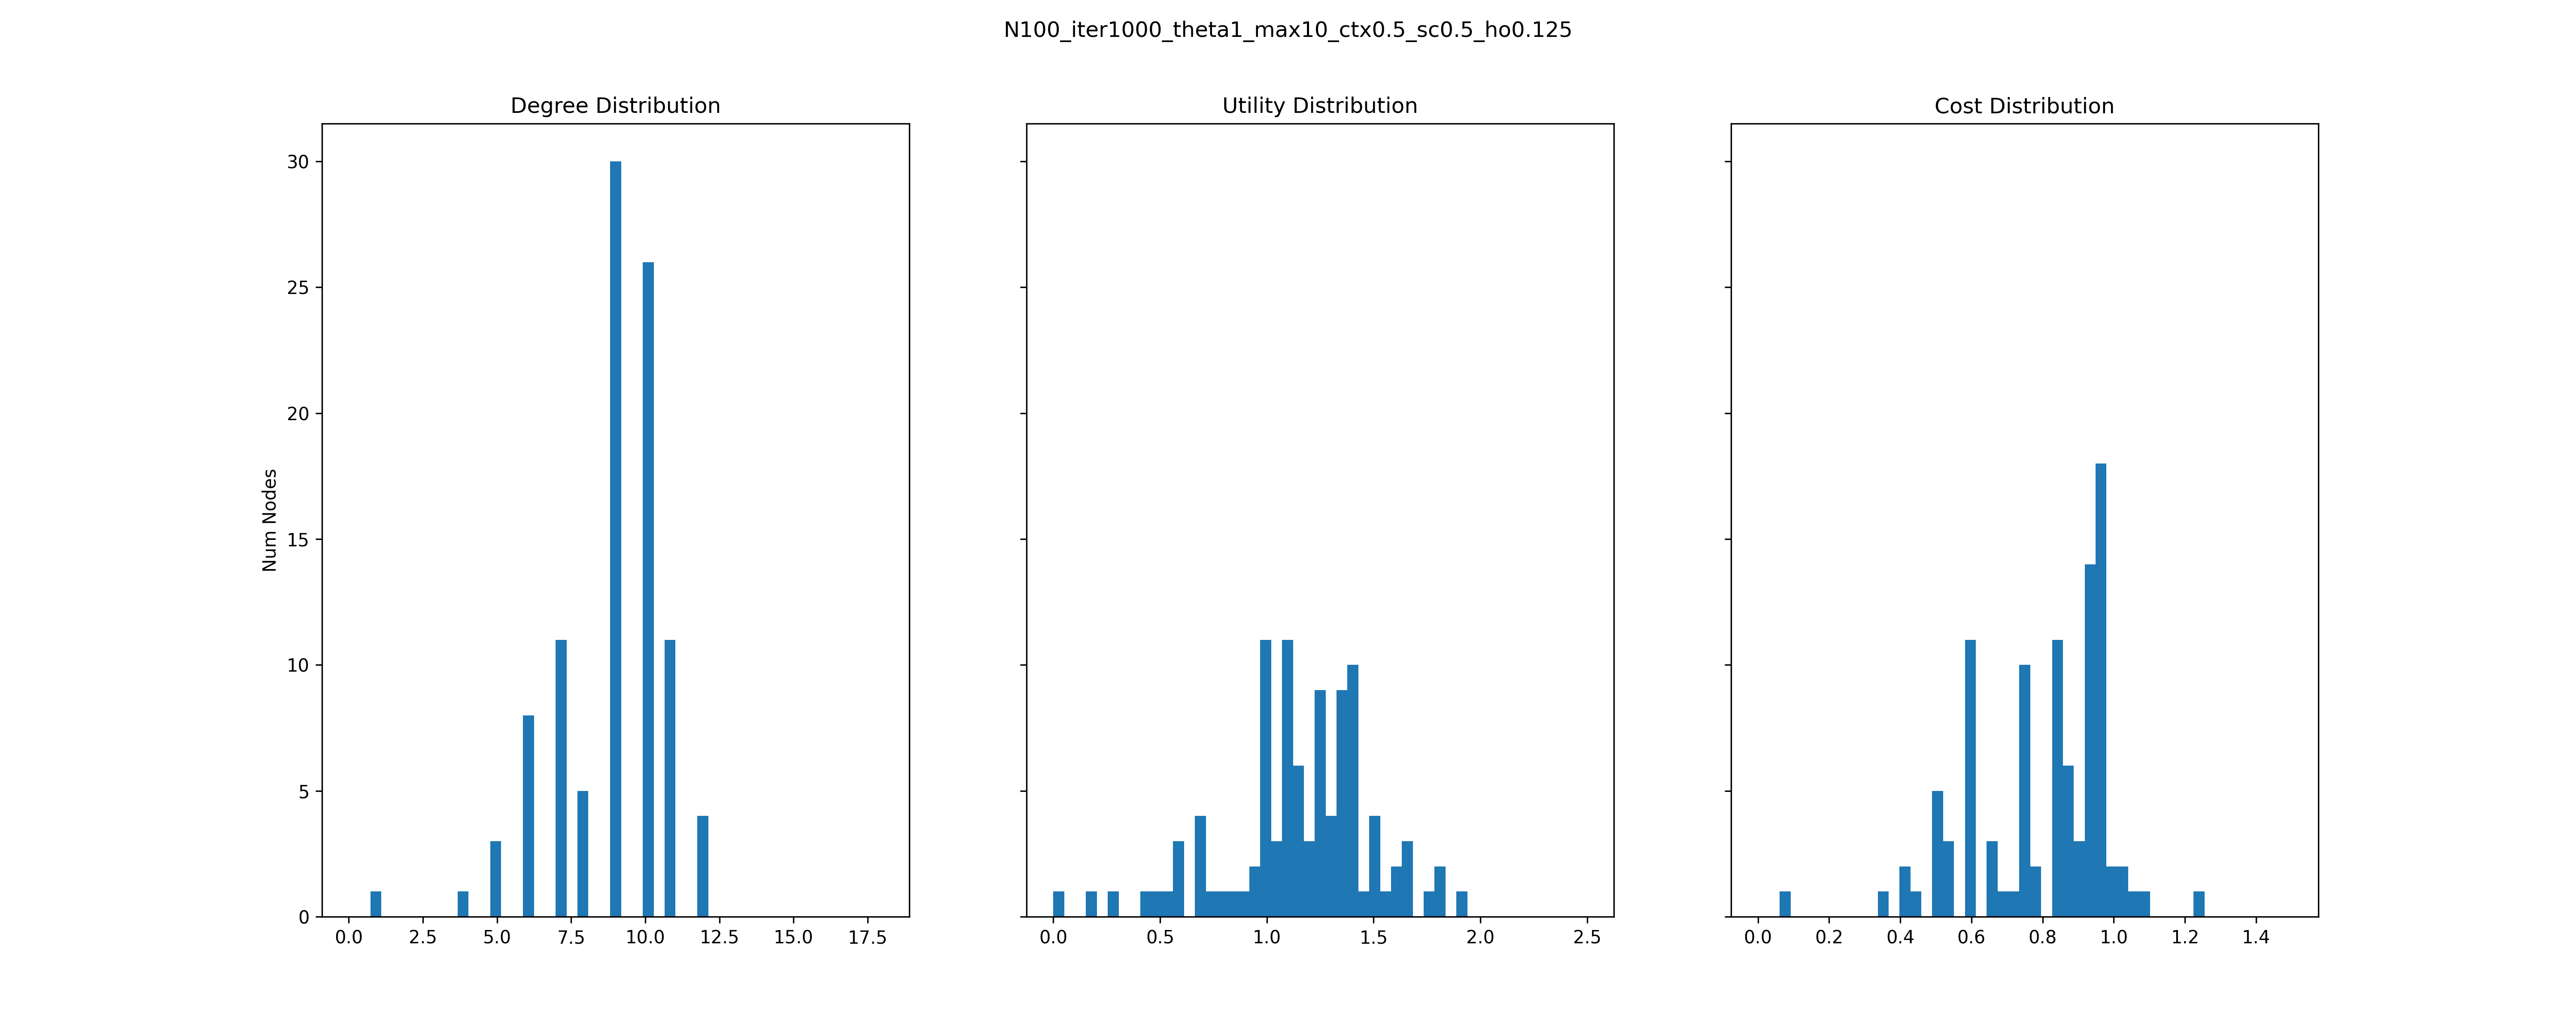 N100_iter1000_theta1_max10_ctx0.5_sc0.5_ho0.125
Degree Distribution
Utility Distribution
Cost Distribution
Num Nodes
30
25
20
15
10
5
0
0.0 2.5 5.0 7.5 10.0 12.5 15.0 17.5
0.0 0.5 1.0 1.5 2.0 2.5
0.0 0.2 0.4 0.6 0.8 1.0 1.2 1.4